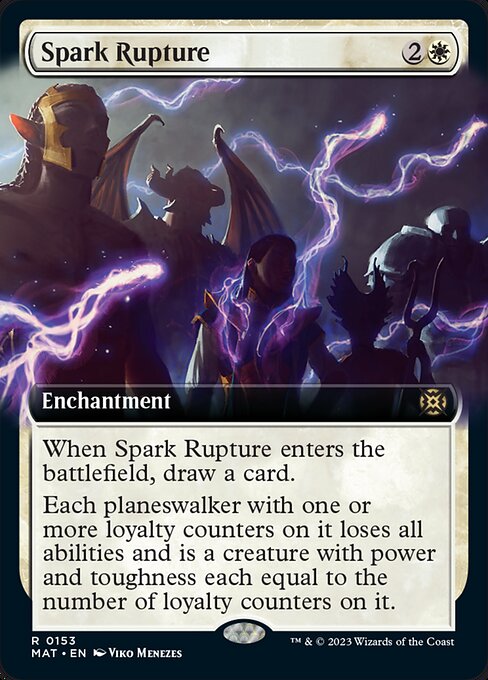 Spark Rupture 2
Enchantment
When Spark Rupture enters the
battlefield, draw a card.
Each planeswalker with one or
more loyalty counters on it loses all
abilities and is a creature with power
and toughness each equal to the
number of loyalty counters on it.
R 0153
MAT • EN Viko Menezes
™ & © 2023 Wizards of the Coast